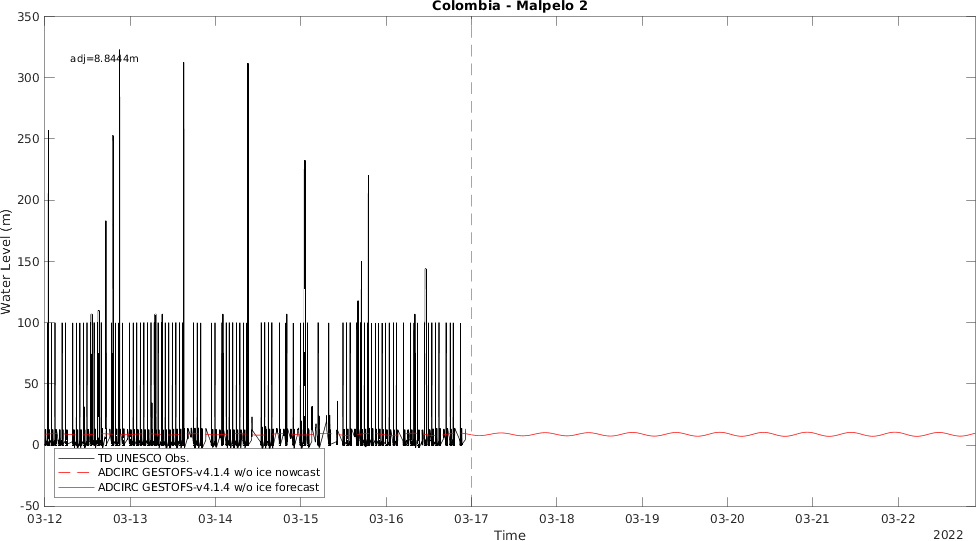 Colombia - Malpelo 2
350
adj=8.8444m
300
250
200
150
100
50
0
-50
Water Level (m)
TD UNESCO Obs.
ADCIRC GESTOFS-v4.1.4 w/o ice nowcast
ADCIRC GESTOFS-v4.1.4 w/o ice forecast
03-12 03-13 03-14 03-15 03-16 03-17 03-18 03-19 03-20 03-21 03-22
Time
2022